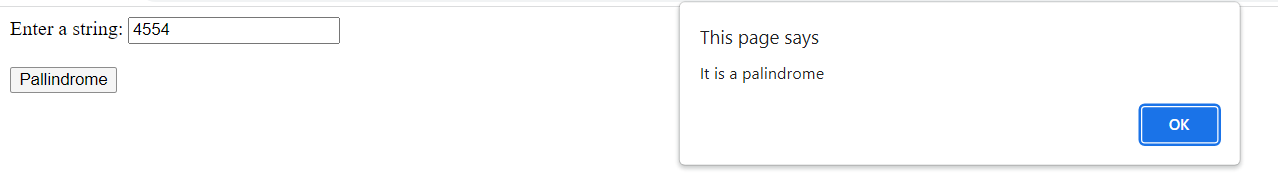 Enter a string: 4554
Pallindrome
This page says
It is a palindrome
OK